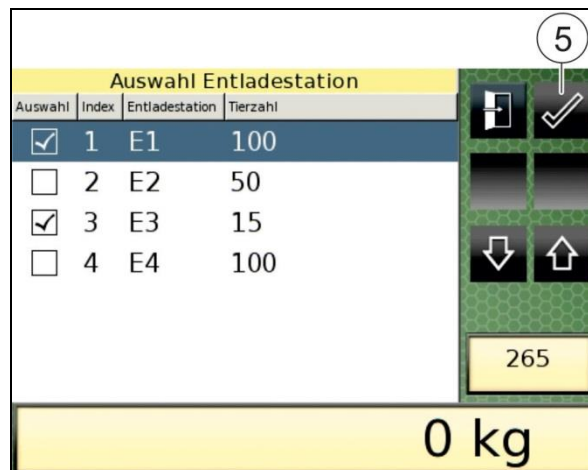 5
Auswahl Entladestation
Auswahl Index Entladestation Tierzahl
1 E1 100
2 E2 50
3 E3 15
4 E4 100
265
0 kg